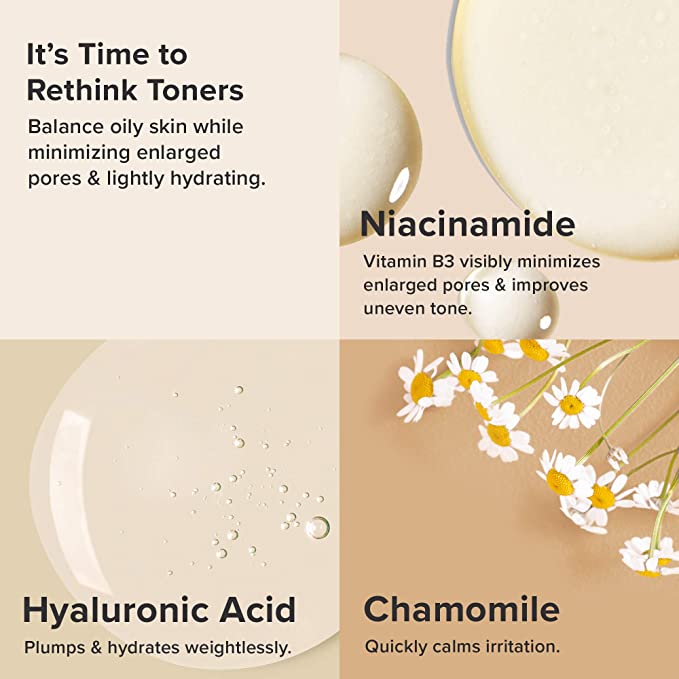 It's Time to
Rethink Toners
Balance oily skin while
minimizing enlarged
pores & lightly hydrating.
Niacinamide
Vitamin B3 visibly minimizes
enlarged pores & improves
uneven tone.
Hyaluronic Acid
Plumps & hydrates weightlessly.
Chamomile
Quickly calms irritation.